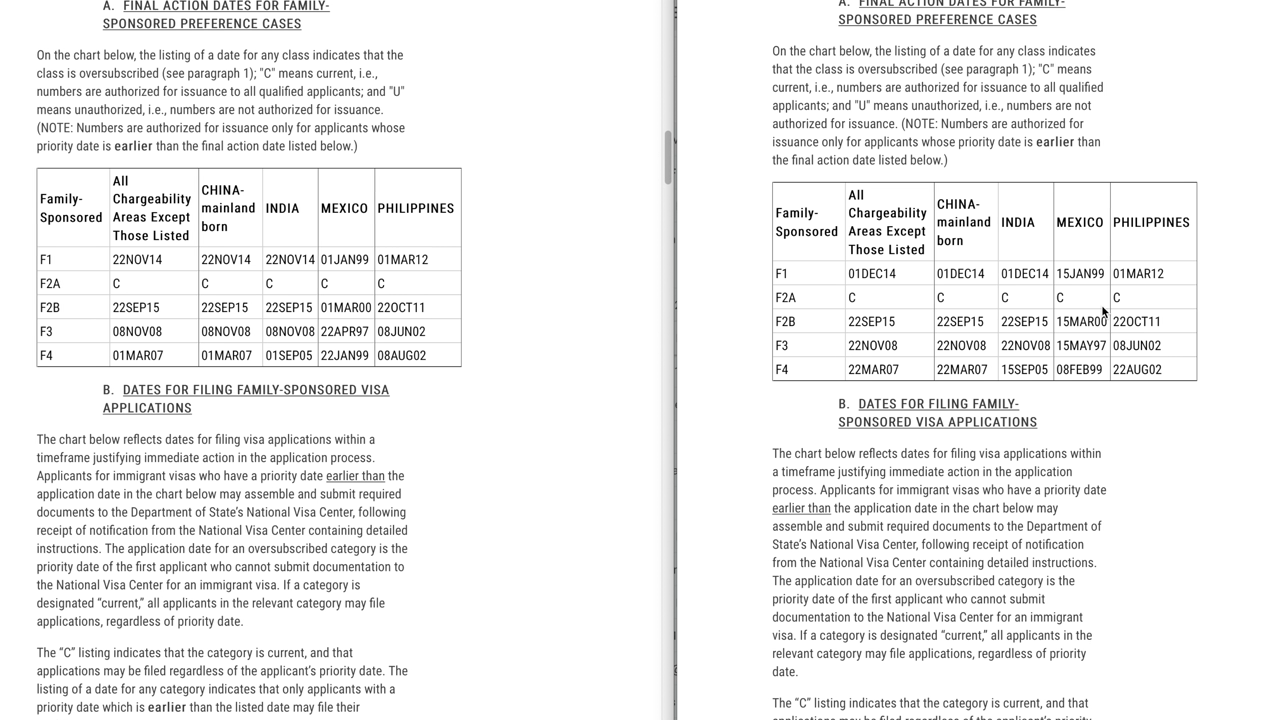 A. FINAL ACTION DATES FOR FAMILY-
SPONSORED PREFERENCE CASES
On the chart below, the listing of a date for any class indicates that the
class is oversubscribed (see paragraph 1); "C" means current, i.e.,
numbers are authorized for issuance to all qualified applicants; and "U"
means unauthorized, i.e., numbers are not authorized for issuance.
(NOTE: Numbers are authorized for issuance only for applicants whose
priority date is earlier than the final action date listed below.)
Family-Sponsored All Chargeability Areas Except Those Listed CHINA-mainland born INDIA MEXICO PHILIPPINES
F1 22NOV14 22NOV14 22NOV14 01JAN99 01MAR12
F2A C C C C C
F2B 22SEP15 22SEP15 22SEP15 01MAR00 22OCT11
F3 08NOV08 08NOV08 08NOV08 22APR97 08JUN02
F4 01MAR07 01MAR07 01SEP05 22JAN99 08AUG02
B. DATES FOR FILING FAMILY-SPONSORED VISA
APPLICATIONS
The chart below reflects dates for filing visa applications within a
timeframe justifying immediate action in the application process.
Applicants for immigrant visas who have a priority date earlier than the
application date in the chart below may assemble and submit required
documents to the Department of State's National Visa Center, following
receipt of notification from the National Visa Center containing detailed
instructions. The application date for an oversubscribed category is the
priority date of the first applicant who cannot submit documentation to
the National Visa Center for an immigrant visa. If a category is
designated “current,” all applicants in the relevant category may file
applications, regardless of priority date.
The “C” listing indicates that the category is current, and that
applications may be filed regardless of the applicant’s priority date. The
listing of a date for any category indicates that only applicants with a
priority date which is earlier than the listed date may file their
A. FINAL ACTION DATES FOR FAMILY-
SPONSORED PREFERENCE CASES
On the chart below, the listing of a date for any class indicates
that the class is oversubscribed (see paragraph 1); "C" means
current, i.e., numbers are authorized for issuance to all qualified
applicants; and "U" means unauthorized, i.e., numbers are not
authorized for issuance. (NOTE: Numbers are authorized for
issuance only for applicants whose priority date is earlier than
the final action date listed below.)
Family-Sponsored All Chargeability Areas Except Those Listed CHINA-mainland born INDIA MEXICO PHILIPPINES
F1 01DEC14 01DEC14 01DEC14 15JAN99 01MAR12
F2A C C C C C
F2B 22SEP15 22SEP15 22SEP15 15MAR00 22OCT11
F3 22NOV08 22NOV08 22NOV08 15MAY97 08JUN02
F4 22MAR07 22MAR07 15SEP05 08FEB99 22AUG02
B. DATES FOR FILING FAMILY-
SPONSORED VISA APPLICATIONS
The chart below reflects dates for filing visa applications within
a timeframe justifying immediate action in the application
process. Applicants for immigrant visas who have a priority date
earlier than the application date in the chart below may
assemble and submit required documents to the Department of
State’s National Visa Center, following receipt of notification
from the National Visa Center containing detailed instructions.
The application date for an oversubscribed category is the
priority date of the first applicant who cannot submit
documentation to the National Visa Center for an immigrant
visa. If a category is designated “current,” all applicants in the
relevant category may file applications, regardless of priority
date.
The “C” listing indicates that the category is current, and that
applications may be filed regardless of the applicant’s priority